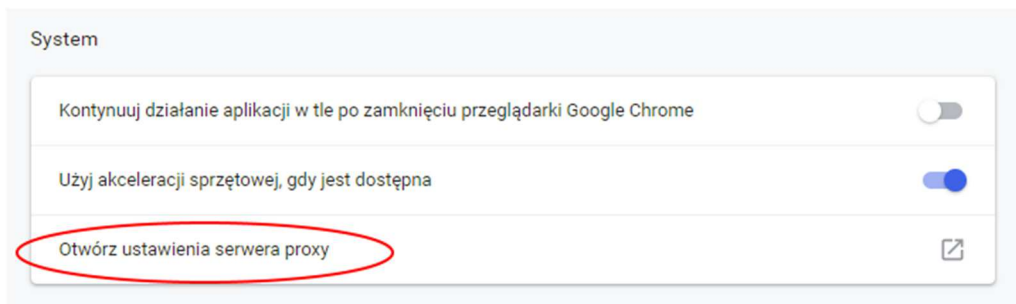 System
Kontynuuj działanie aplikacji w tle po zamknięciu przeglądarki Google Chrome
Użyj akceleracji sprzętowej, gdy jest dostępna
Otwórz ustawienia serwera proxy